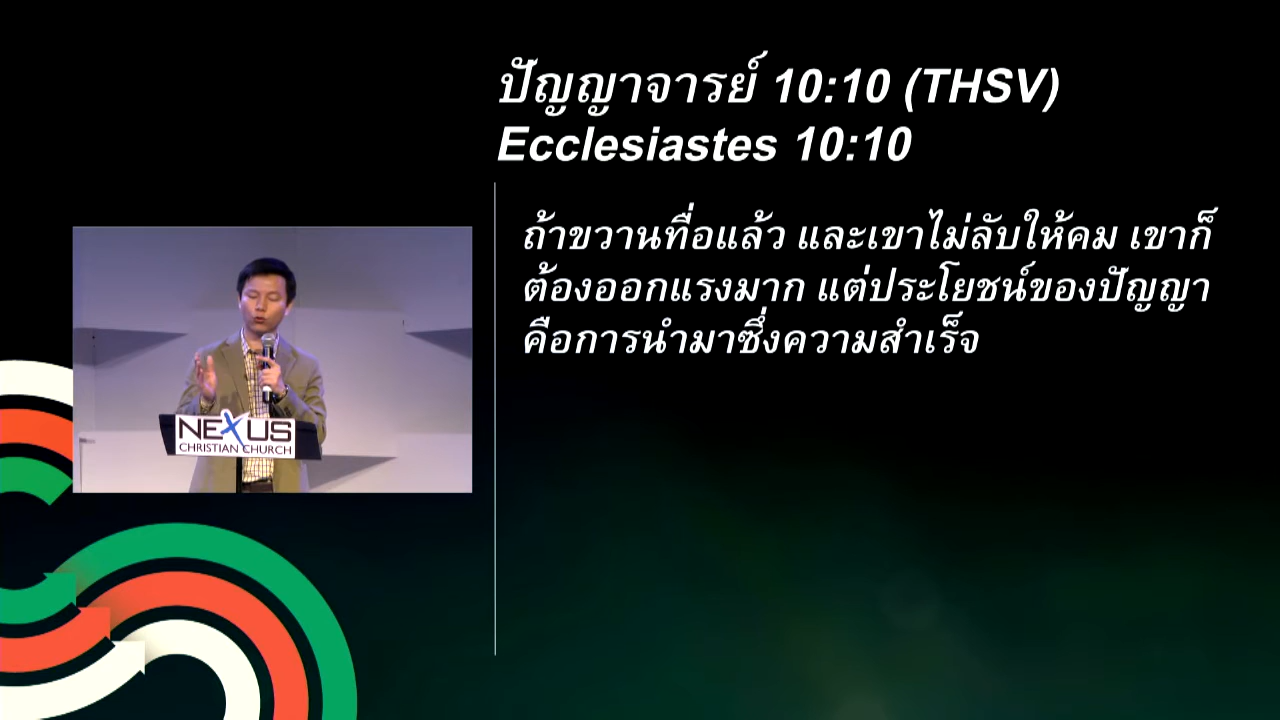 ปัญญาจารย์ 10:10 (THSV)
Ecclesiastes 10:10
ถ้าขวานทื่อแล้ว และเขาไม่ลับให้คม เขาก็
ต้องออกแรงมาก แต่ประโยชน์ของปัญญา
คือการนำมาซึ่งความสำเร็จ
NEXUS
CHRISTIAN CHURCH